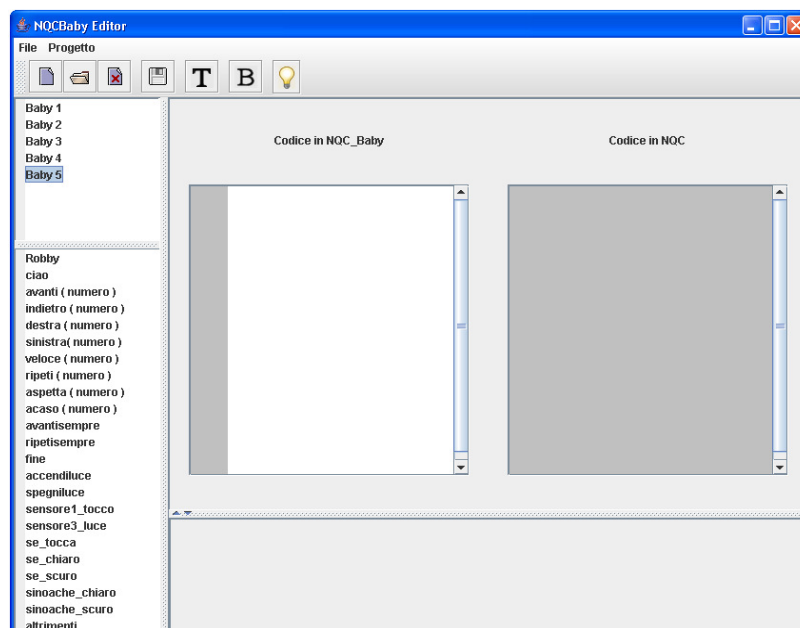 NQCBaby Editor
File Progetto
T B
Baby 1
Baby 2
Baby 3
Baby 4
Baby 5
Codice in NQC_Baby
Codice in NQC
Robby
ciao
avanti ( numero )
indietro ( numero )
destra ( numero )
sinistra( numero )
veloce ( numero )
ripeti ( numero )
aspetta ( numero )
acaso ( numero )
avantisempre
ripetisempre
fine
accendiluce
spegniluce
sensore1_tocco
sensore3_luce
se_tocca
se_chiaro
se_scuro
sinoache_chiaro
sinoache_scuro
altrimenti